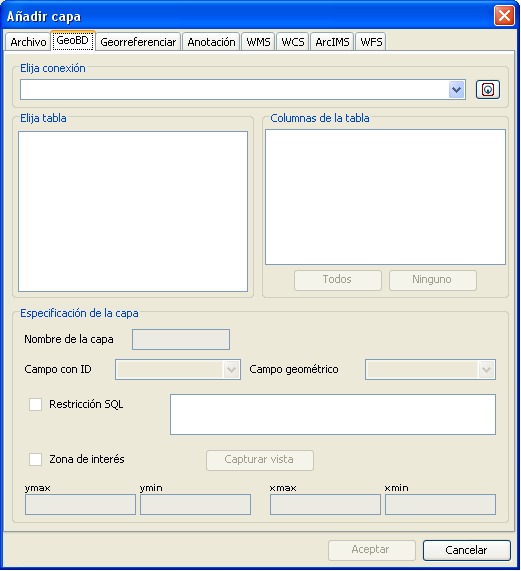 Añadir capa
Archivo GeoBD Georreferenciar Anotación WMS WCS ArcIMS WFS
Elija conexión
Elija tabla Columnas de la tabla
Todos Ninguno
Especificación de la capa
Nombre de la capa
Campo con ID Campo geométrico
Restricción SQL
Zona de interés Capturar vista
ymax ymin xmax xmin
Aceptar Cancelar